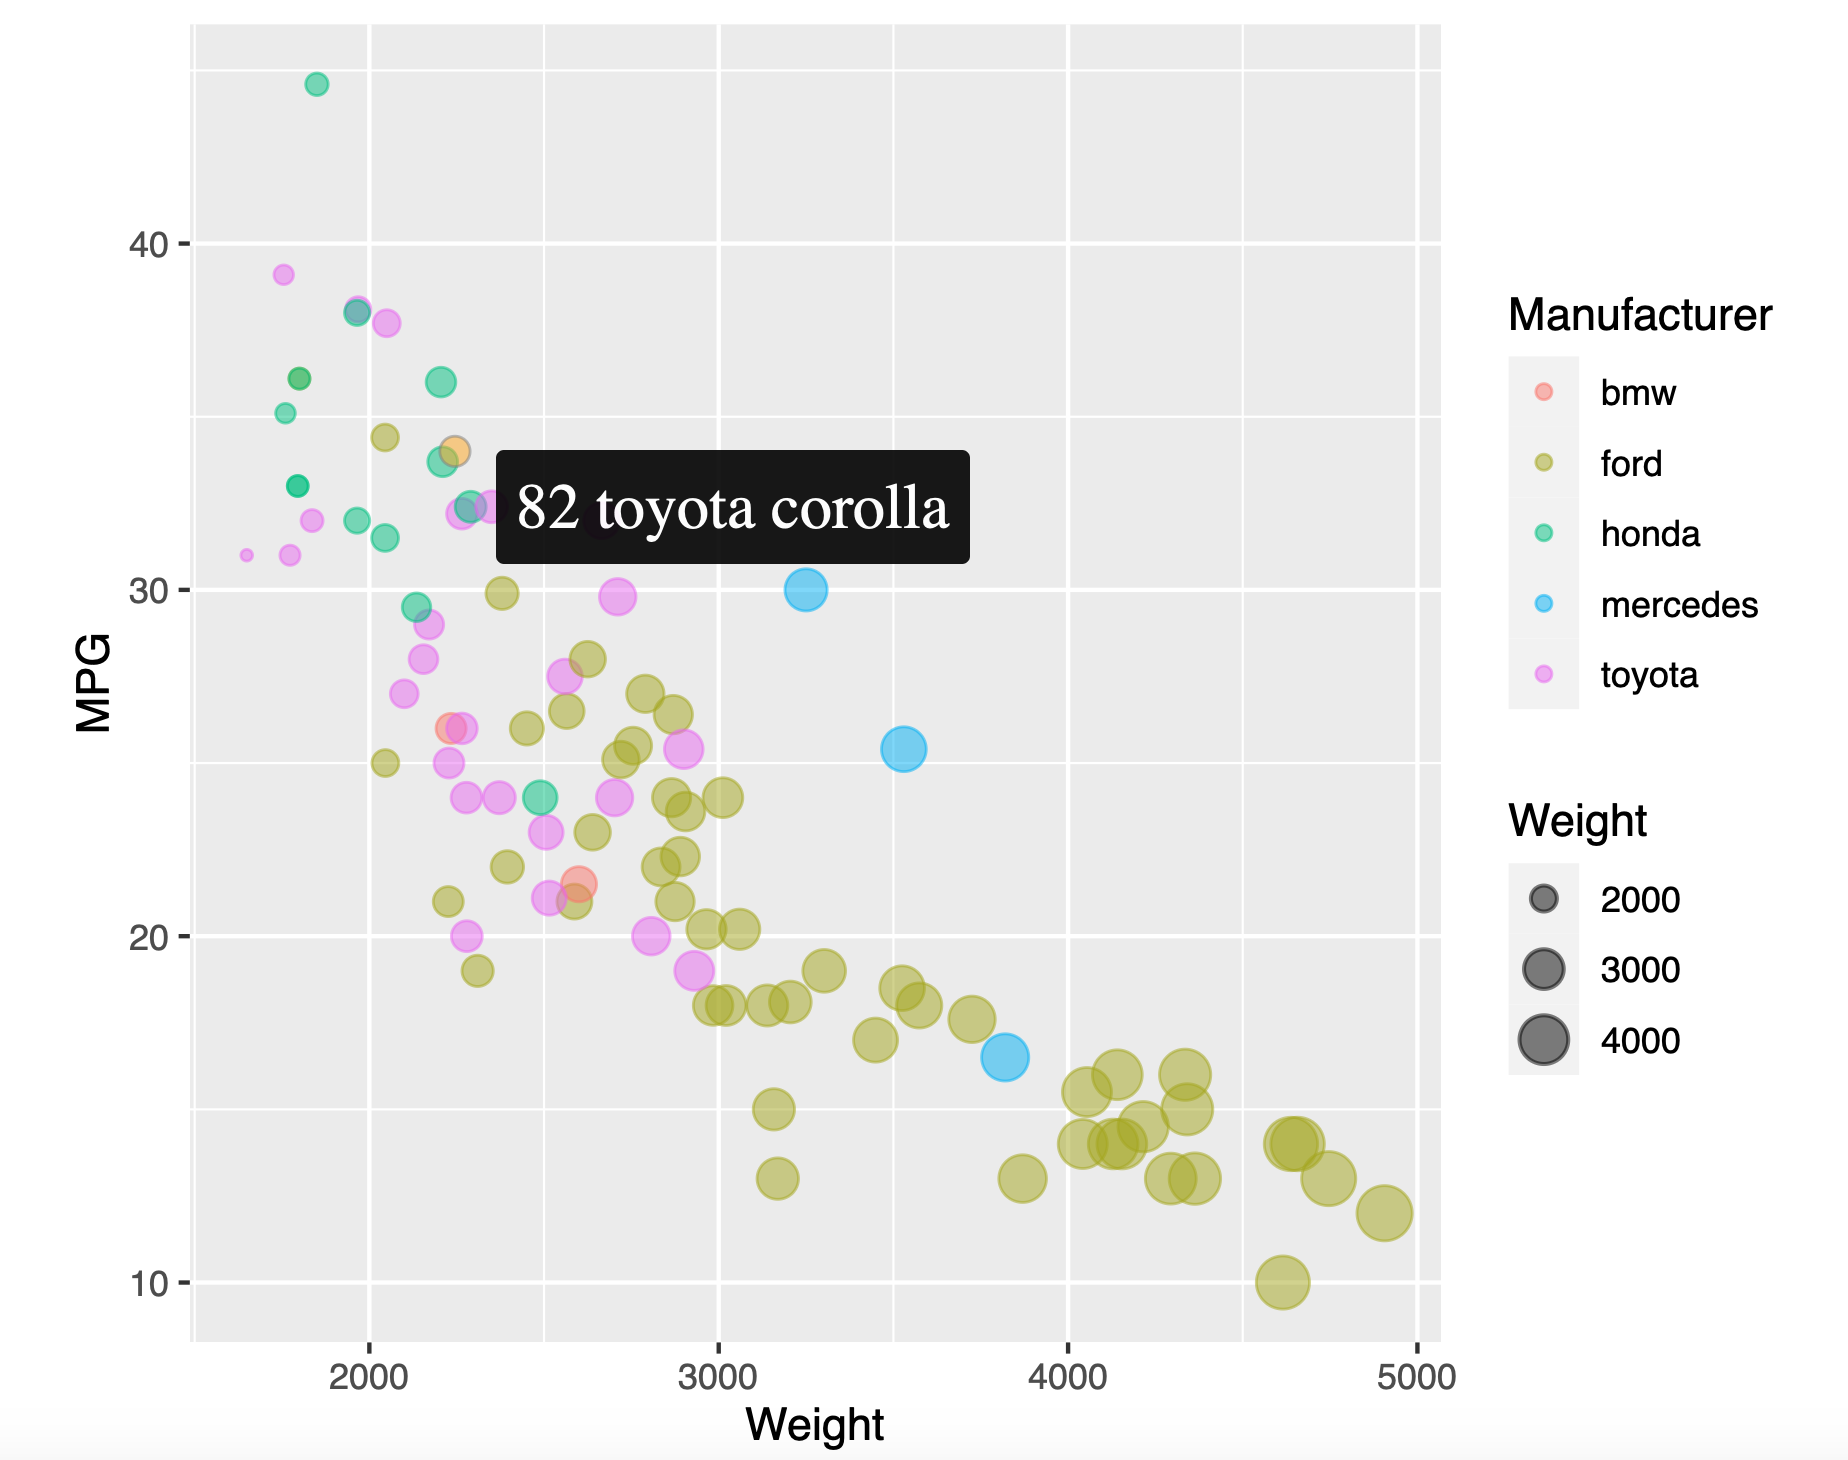 40
30
20
10
MPG
2000 3000 4000 5000
Weight
82 toyota corolla
Manufacturer
bmw
ford
honda
mercedes
toyota
Weight
2000
3000
4000